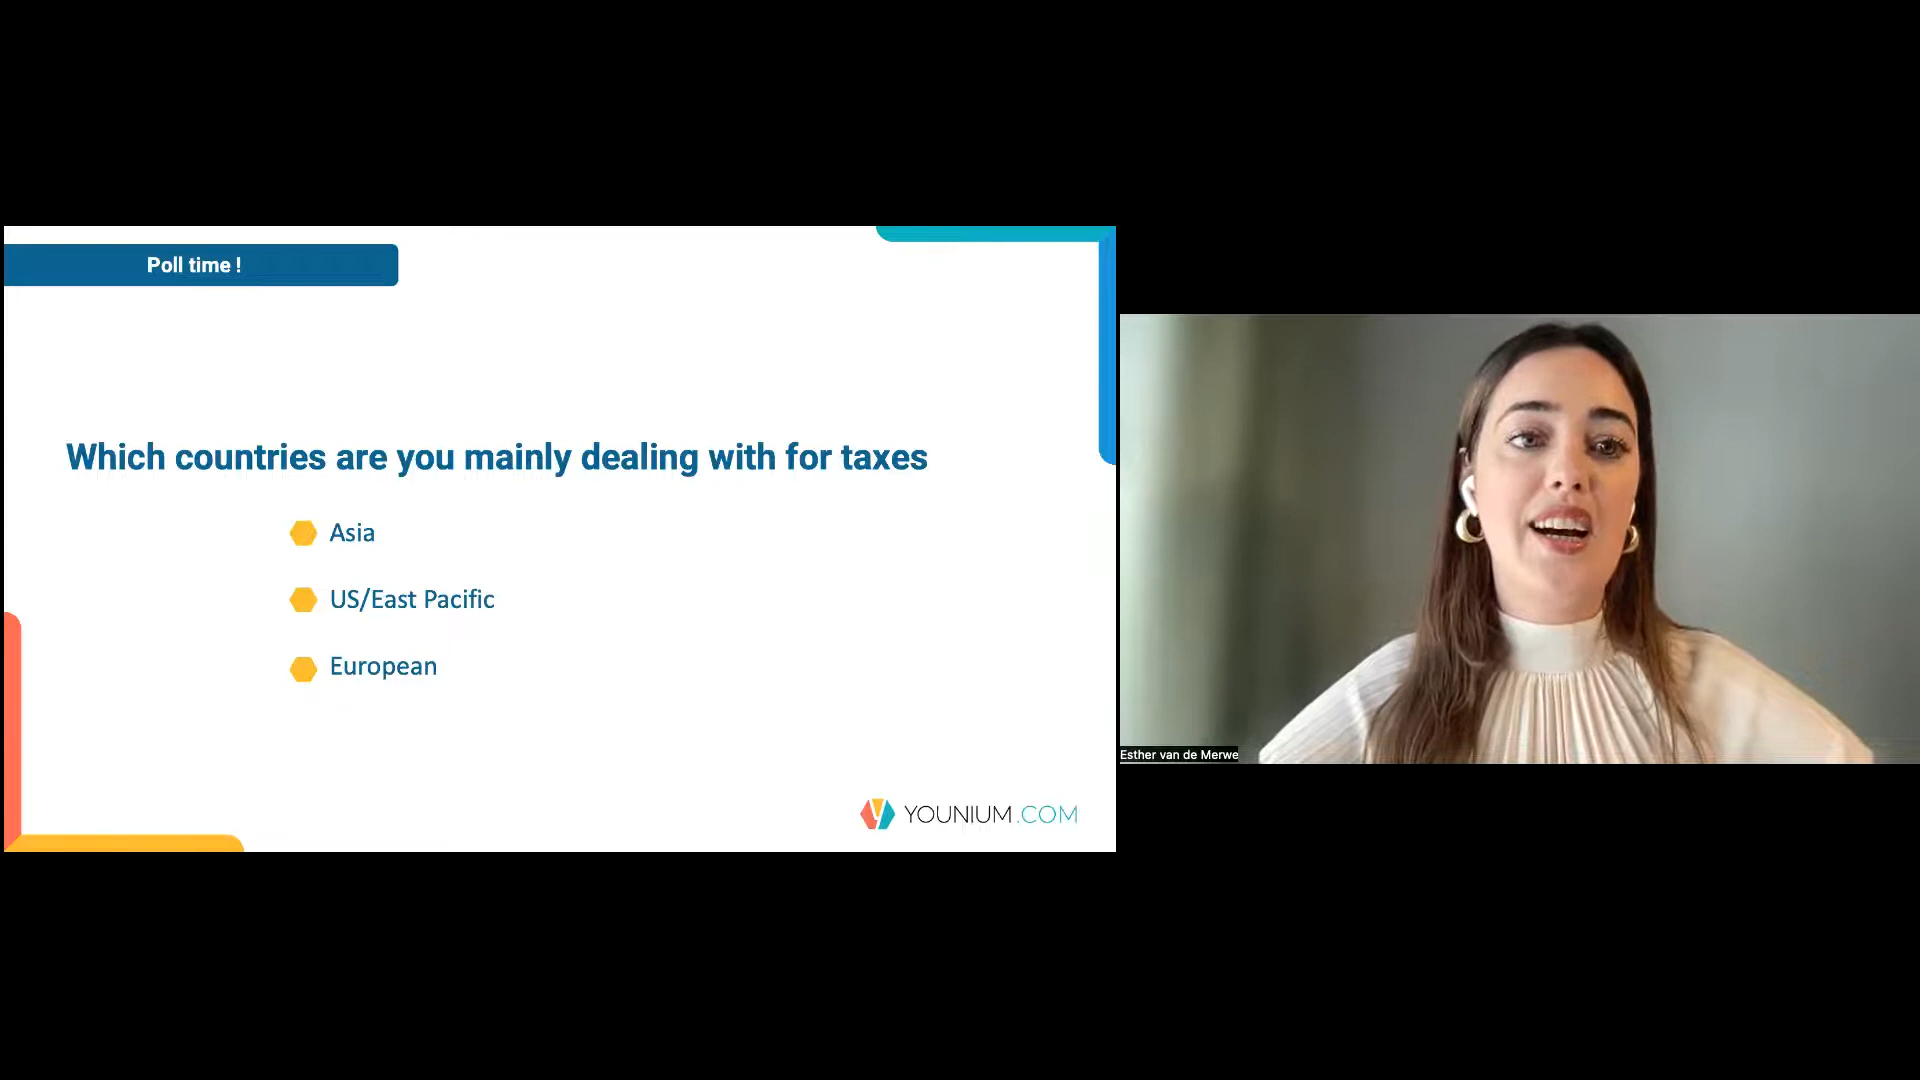 Poll time !
Which countries are you mainly dealing with for taxes
Asia
US/East Pacific
European
YOUNIUM.COM
Esther van de Merwe